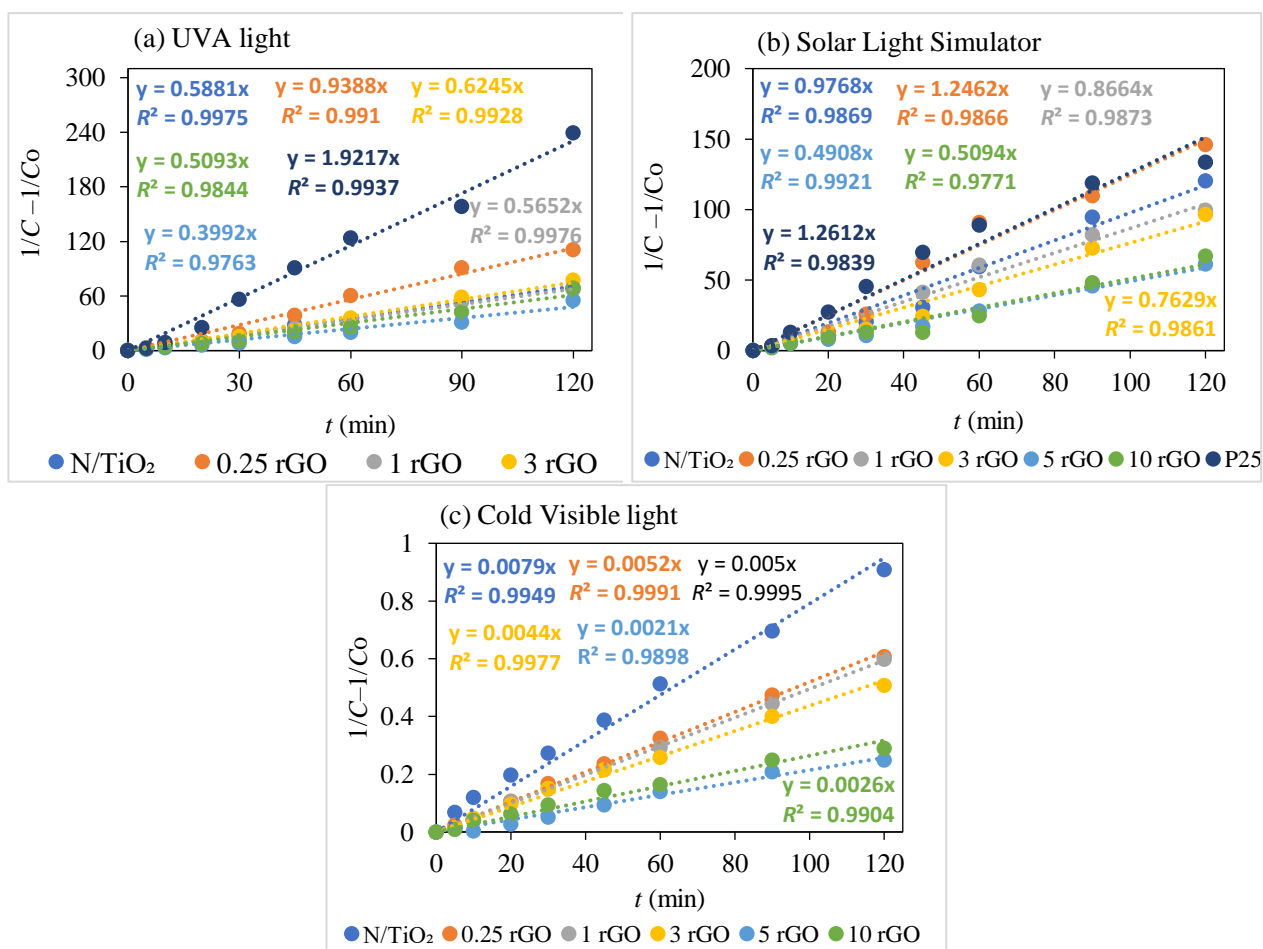 (a) UVA light
300
240
180
120
60
0
1/C −1/Co
y = 0.5881x
R² = 0.9975
y = 0.9388x
R² = 0.991
y = 0.6245x
R² = 0.9928
y = 0.5093x
R² = 0.9844
y = 1.9217x
R² = 0.9937
y = 0.5652x
R² = 0.9976
y = 0.3992x
R² = 0.9763
0 30 60 90 120
t (min)
N/TiO₂ 0.25 rGO 1 rGO 3 rGO
(b) Solar Light Simulator
200
150
100
50
0
1/C −1/Co
y = 0.9768x
R² = 0.9869
y = 1.2462x
R² = 0.9866
y = 0.8664x
R² = 0.9873
y = 0.4908x
R² = 0.9921
y = 0.5094x
R² = 0.9771
y = 1.2612x
R² = 0.9839
y = 0.7629x
R² = 0.9861
0 20 40 60 80 100 120
t (min)
N/TiO₂ 0.25 rGO 1 rGO 3 rGO 5 rGO 10 rGO P25
(c) Cold Visible light
1
0.8
0.6
0.4
0.2
0
1/C−1/Co
y = 0.0079x
R² = 0.9949
y = 0.0052x
R² = 0.9991
y = 0.005x
R² = 0.9995
y = 0.0044x
R² = 0.9977
y = 0.0021x
R² = 0.9898
y = 0.0026x
R² = 0.9904
0 20 40 60 80 100 120
t (min)
N/TiO₂ 0.25 rGO 1 rGO 3 rGO 5 rGO 10 rGO